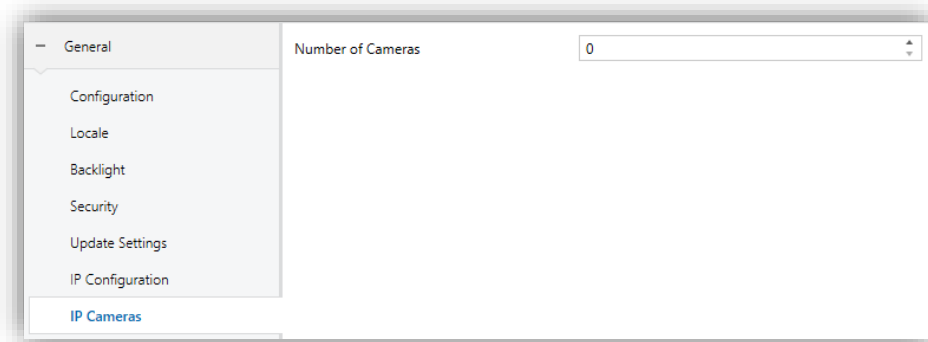 General
Number of Cameras 0
Configuration
Locale
Backlight
Security
Update Settings
IP Configuration
IP Cameras